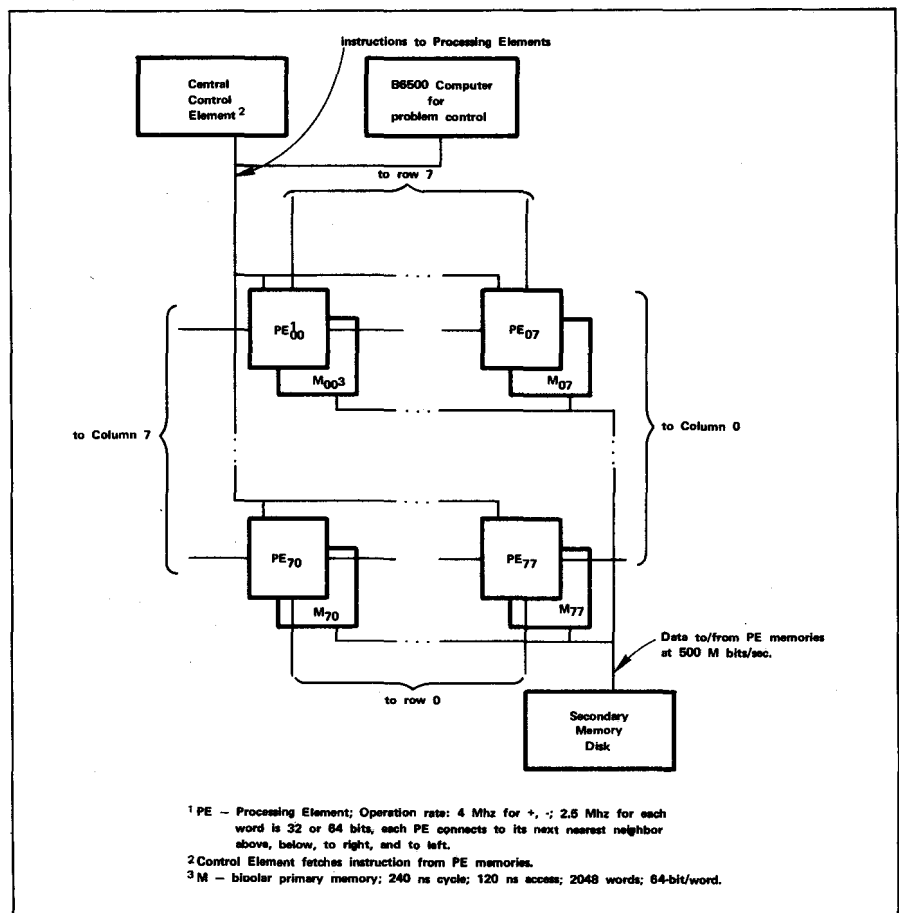 instructions to Processing Elements
Central
Control
Element 2
B6500 Computer
for
problem control
to row 7
. . .
. . .
PE1 00
PE07
M003
M07
. . .
to Column 7
to Column 0
. . .
PE70
PE77
M70
M77
. . .
Data to/from PE memories
at 500 M bits/sec.
to row 0
Secondary
Memory
Disk
1 PE – Processing Element; Operation rate: 4 Mhz for +, -; 2.5 Mhz for each
word is 32 or 64 bits, each PE connects to its next nearest neighbor
above, below, to right, and to left.
2 Control Element fetches instruction from PE memories.
3 M – bipolar primary memory; 240 ns cycle; 120 ns access; 2048 words; 64-bit/word.